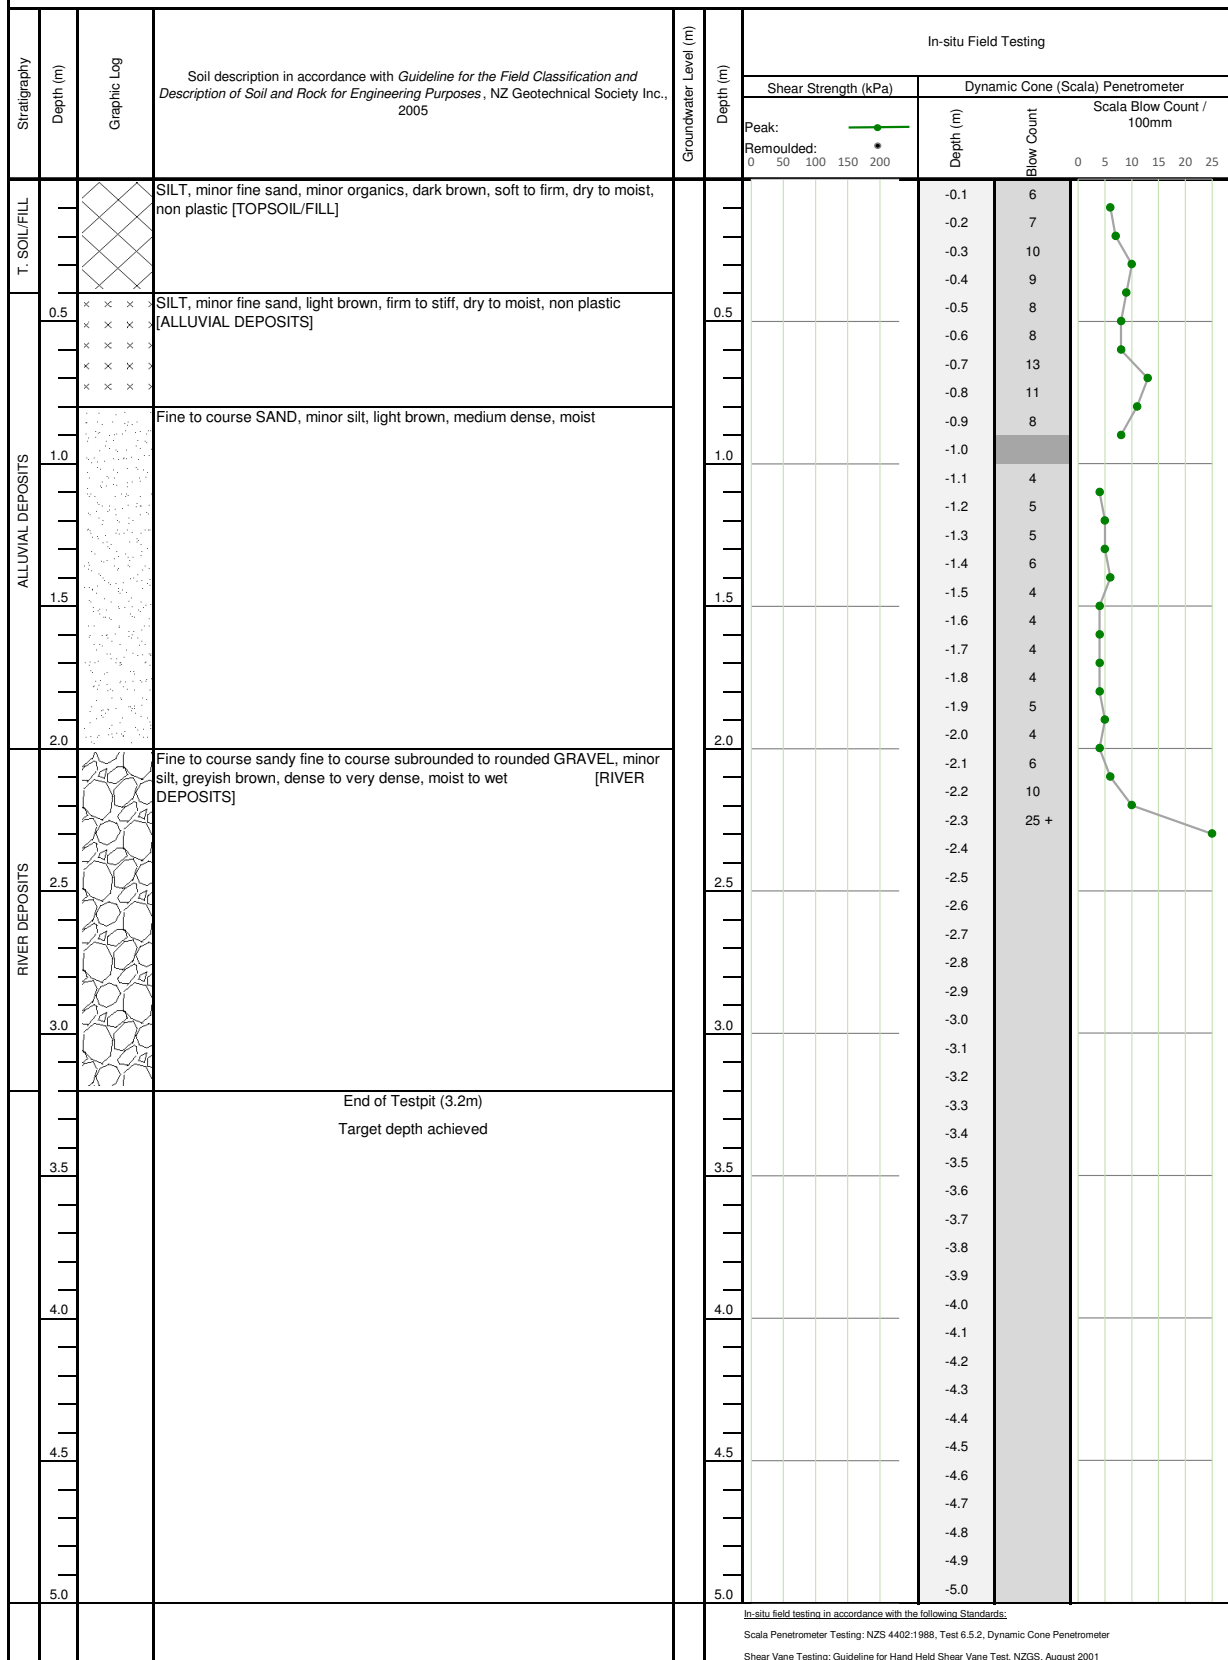 Stratigraphy
Depth (m)
Graphic Log
Soil description in accordance with Guideline for the Field Classification and
Description of Soil and Rock for Engineering Purposes, NZ Geotechnical Society Inc.,
2005
Groundwater Level (m)
Depth (m)
In-situ Field Testing
Shear Strength (kPa)
Peak:
Remoulded:
0 50 100 150 200
Dynamic Cone (Scala) Penetrometer
Depth (m)
Blow Count
Scala Blow Count /
100mm
0 5 10 15 20 25
T. SOIL/FILL
SILT, minor fine sand, minor organics, dark brown, soft to firm, dry to moist,
non plastic [TOPSOIL/FILL]
ALLUVIAL DEPOSITS
SILT, minor fine sand, light brown, firm to stiff, dry to moist, non plastic
[ALLUVIAL DEPOSITS]
Fine to course SAND, minor silt, light brown, medium dense, moist
RIVER DEPOSITS
Fine to course sandy fine to course subrounded to rounded GRAVEL, minor
silt, greyish brown, dense to very dense, moist to wet [RIVER
DEPOSITS]
End of Testpit (3.2m)
Target depth achieved
0.5
1.0
1.5
2.0
2.5
3.0
3.5
4.0
4.5
5.0
0.5
1.0
1.5
2.0
2.5
3.0
3.5
4.0
4.5
5.0
-0.1 6
-0.2 7
-0.3 10
-0.4 9
-0.5 8
-0.6 8
-0.7 13
-0.8 11
-0.9 8
-1.0
-1.1 4
-1.2 5
-1.3 5
-1.4 6
-1.5 4
-1.6 4
-1.7 4
-1.8 4
-1.9 5
-2.0 4
-2.1 6
-2.2 10
-2.3 25 +
-2.4
-2.5
-2.6
-2.7
-2.8
-2.9
-3.0
-3.1
-3.2
-3.3
-3.4
-3.5
-3.6
-3.7
-3.8
-3.9
-4.0
-4.1
-4.2
-4.3
-4.4
-4.5
-4.6
-4.7
-4.8
-4.9
-5.0
In-situ field testing in accordance with the following Standards:
Scala Penetrometer Testing: NZS 4402:1988, Test 6.5.2, Dynamic Cone Penetrometer
Shear Vane Testing: Guideline for Hand Held Shear Vane Test, NZGS, August 2001